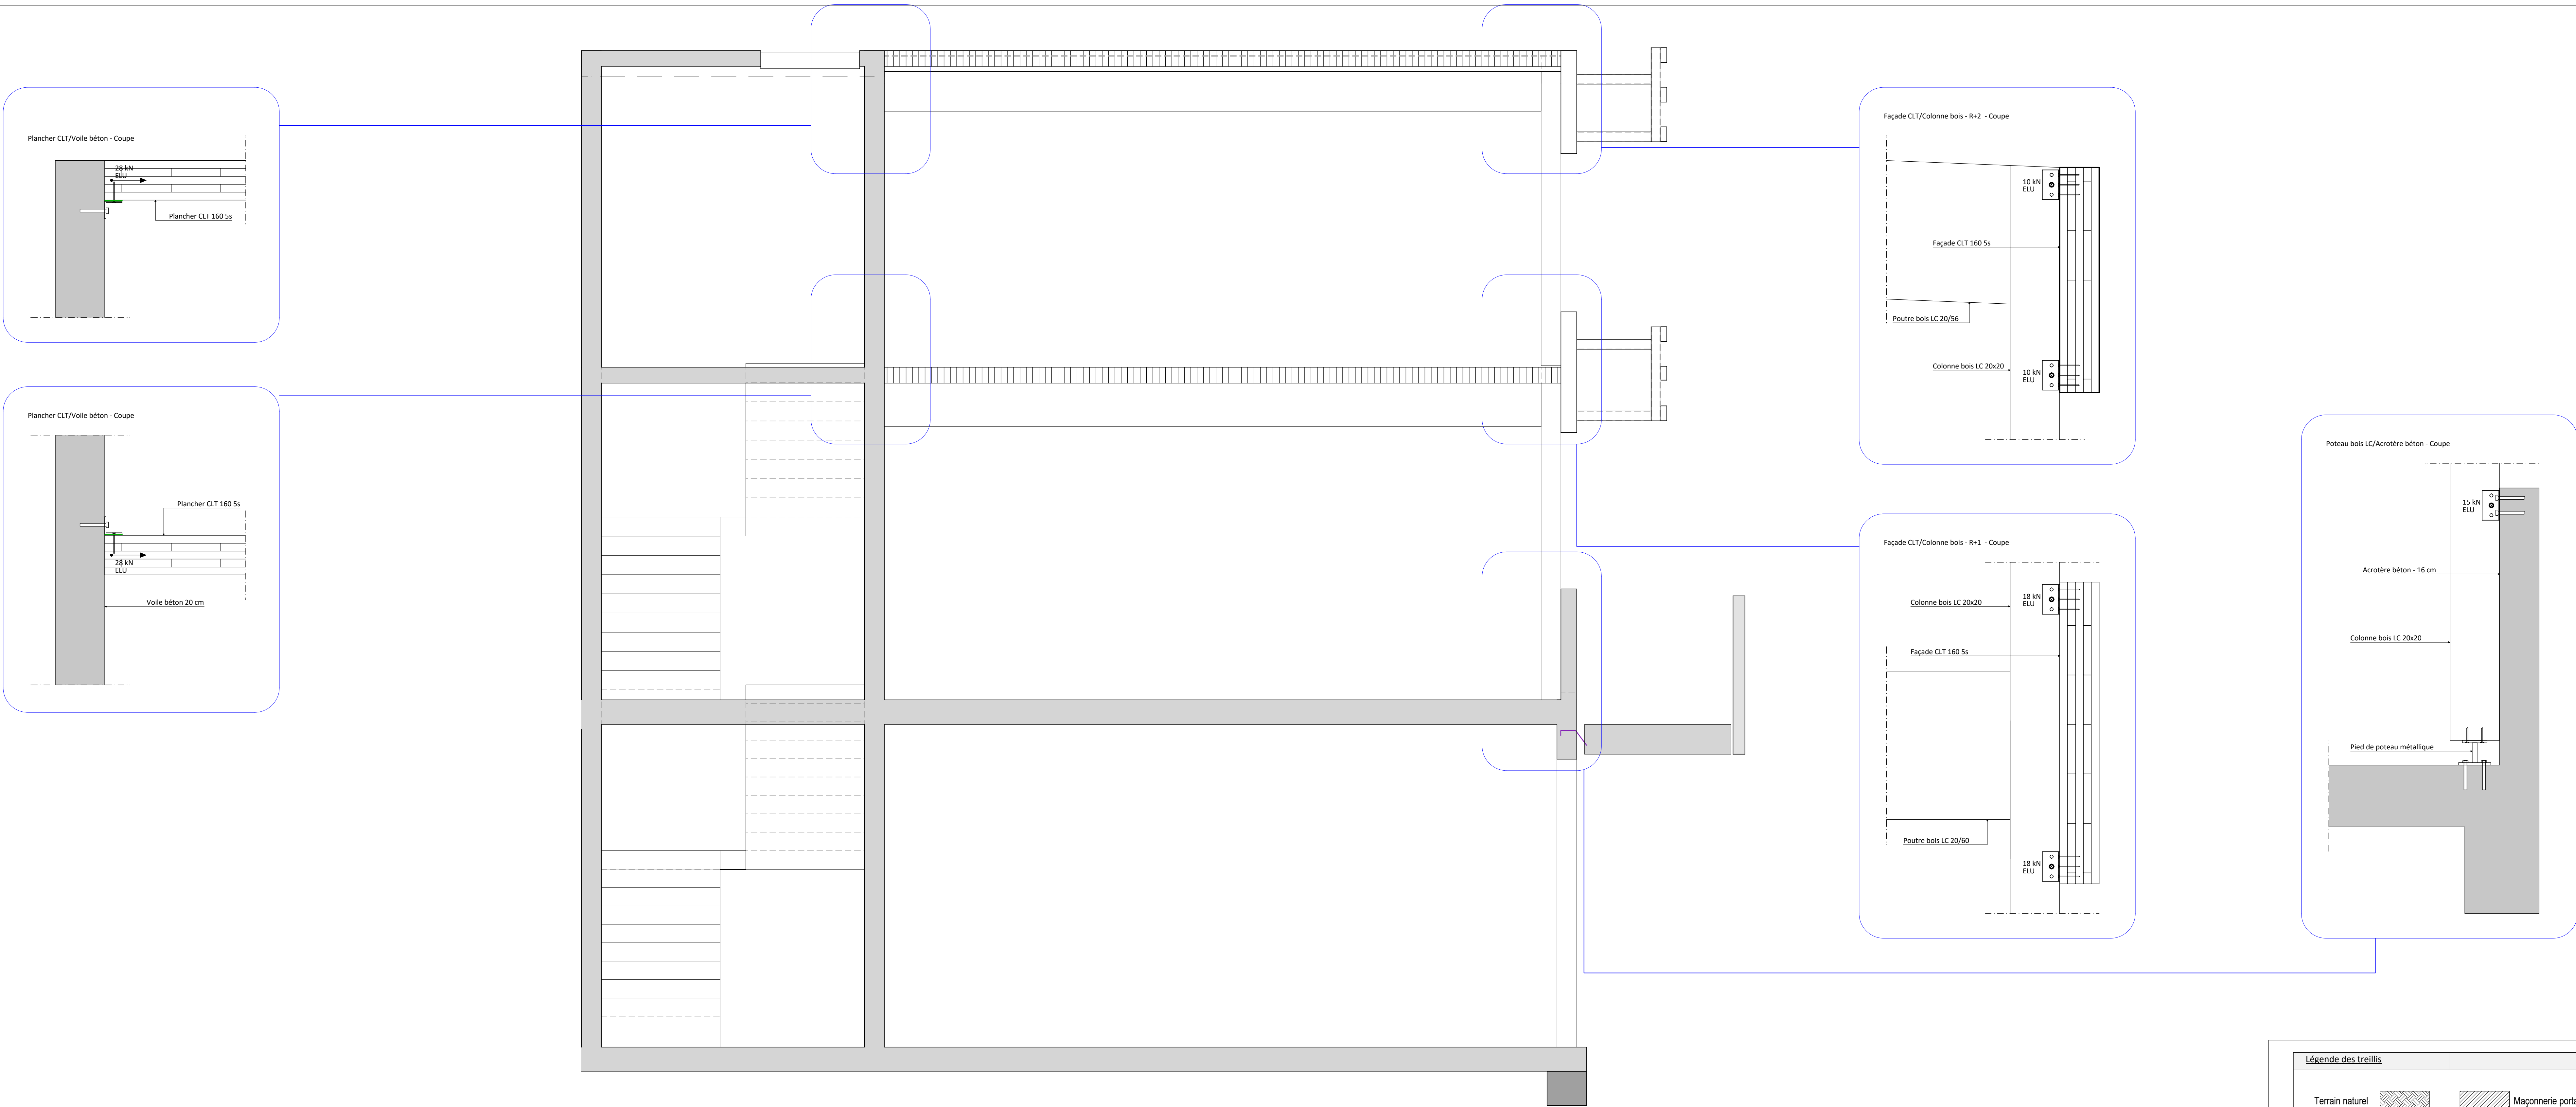 Plancher CLT/Voile béton - Coupe
28 kN
ELU
Plancher CLT 160 5s
Plancher CLT/Voile béton - Coupe
Plancher CLT 160 5s
28 kN
ELU
Voile béton 20 cm
Façade CLT/Colonne bois - R+2 - Coupe
10 kN
ELU
Façade CLT 160 5s
Poutre bois LC 20/56
Colonne bois LC 20x20
10 kN
ELU
Façade CLT/Colonne bois - R+1 - Coupe
18 kN
ELU
Colonne bois LC 20x20
Façade CLT 160 5s
Poutre bois LC 20/60
18 kN
ELU
Poteau bois LC/Acrotère béton - Coupe
15 kN
ELU
Acrotère béton - 16 cm
Colonne bois LC 20x20
Pied de poteau métallique
Légende des treillis
Terrain naturel
Maçonnerie porta